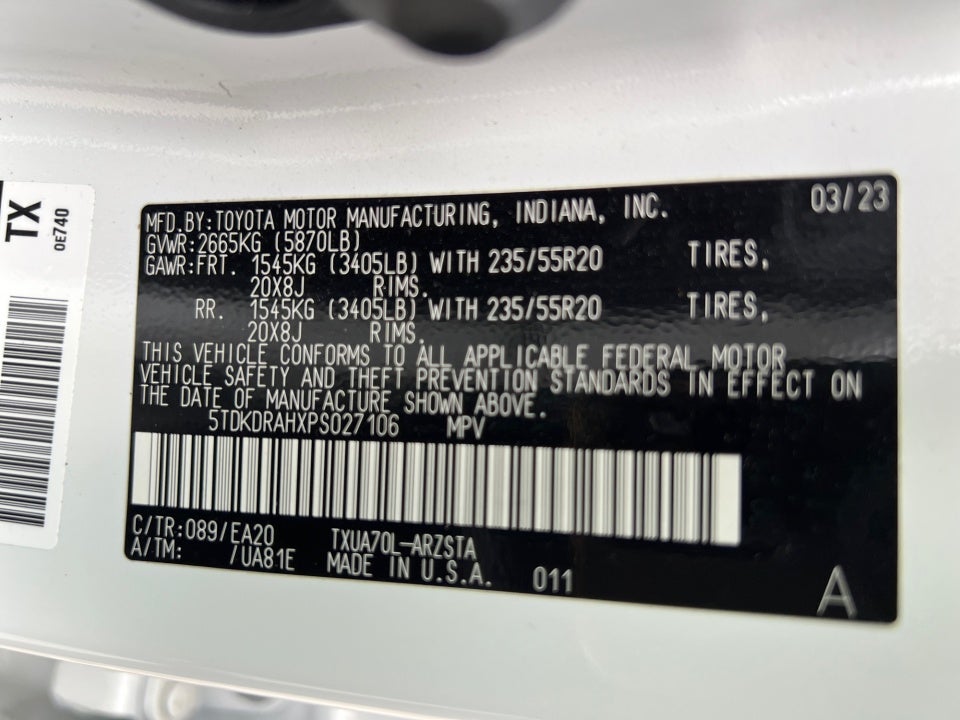 TX
0E740
03/23
MFD.BY:TOYOTA MOTOR MANUFACTURING, INDIANA, INC.
GVWR:2665KG (5870LB)
GAWR:FRT. 1545KG (3405LB) WITH 235/55R20 TIRES,
20X8J RIMS.
RR. 1545KG (3405LB) WITH 235/55R20 TIRES,
20X8J RIMS.
THIS VEHICLE CONFORMS TO ALL APPLICABLE FEDERAL MOTOR
VEHICLE SAFETY AND THEFT PREVENTION STANDARDS IN EFFECT ON
THE DATE OF MANUFACTURE SHOWN ABOVE.
5TDKDRAHXPS027106 MPV
C/TR:089/EA20 TXUA70L-ARZSTA
A/TM: /UA81E MADE IN U.S.A. 011
A